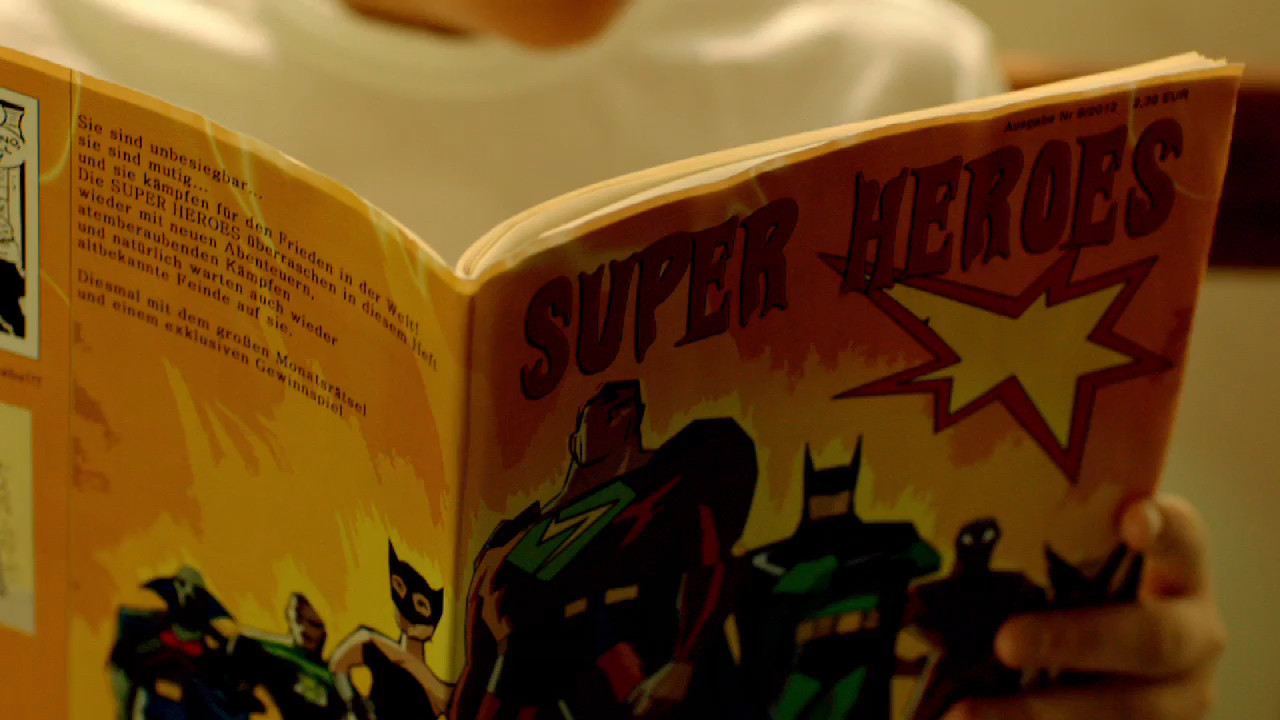 Sie sind unbesiegbar...
sie sind mutig...
und sie kämpfen für den Frieden in der Welt!
Die SUPER HEROES überraschen in diesem Heft
wieder mit neuen Abenteuern,
atemberaubenden Kämpfen
und natürlich warten auch wieder
altbekannte Feinde auf sie.
Diesmal mit dem großen Monatsrätsel
und einem exklusiven Gewinnspiel
Ausgabe Nr 8/2012 2,30 EUR
SUPER HEROES